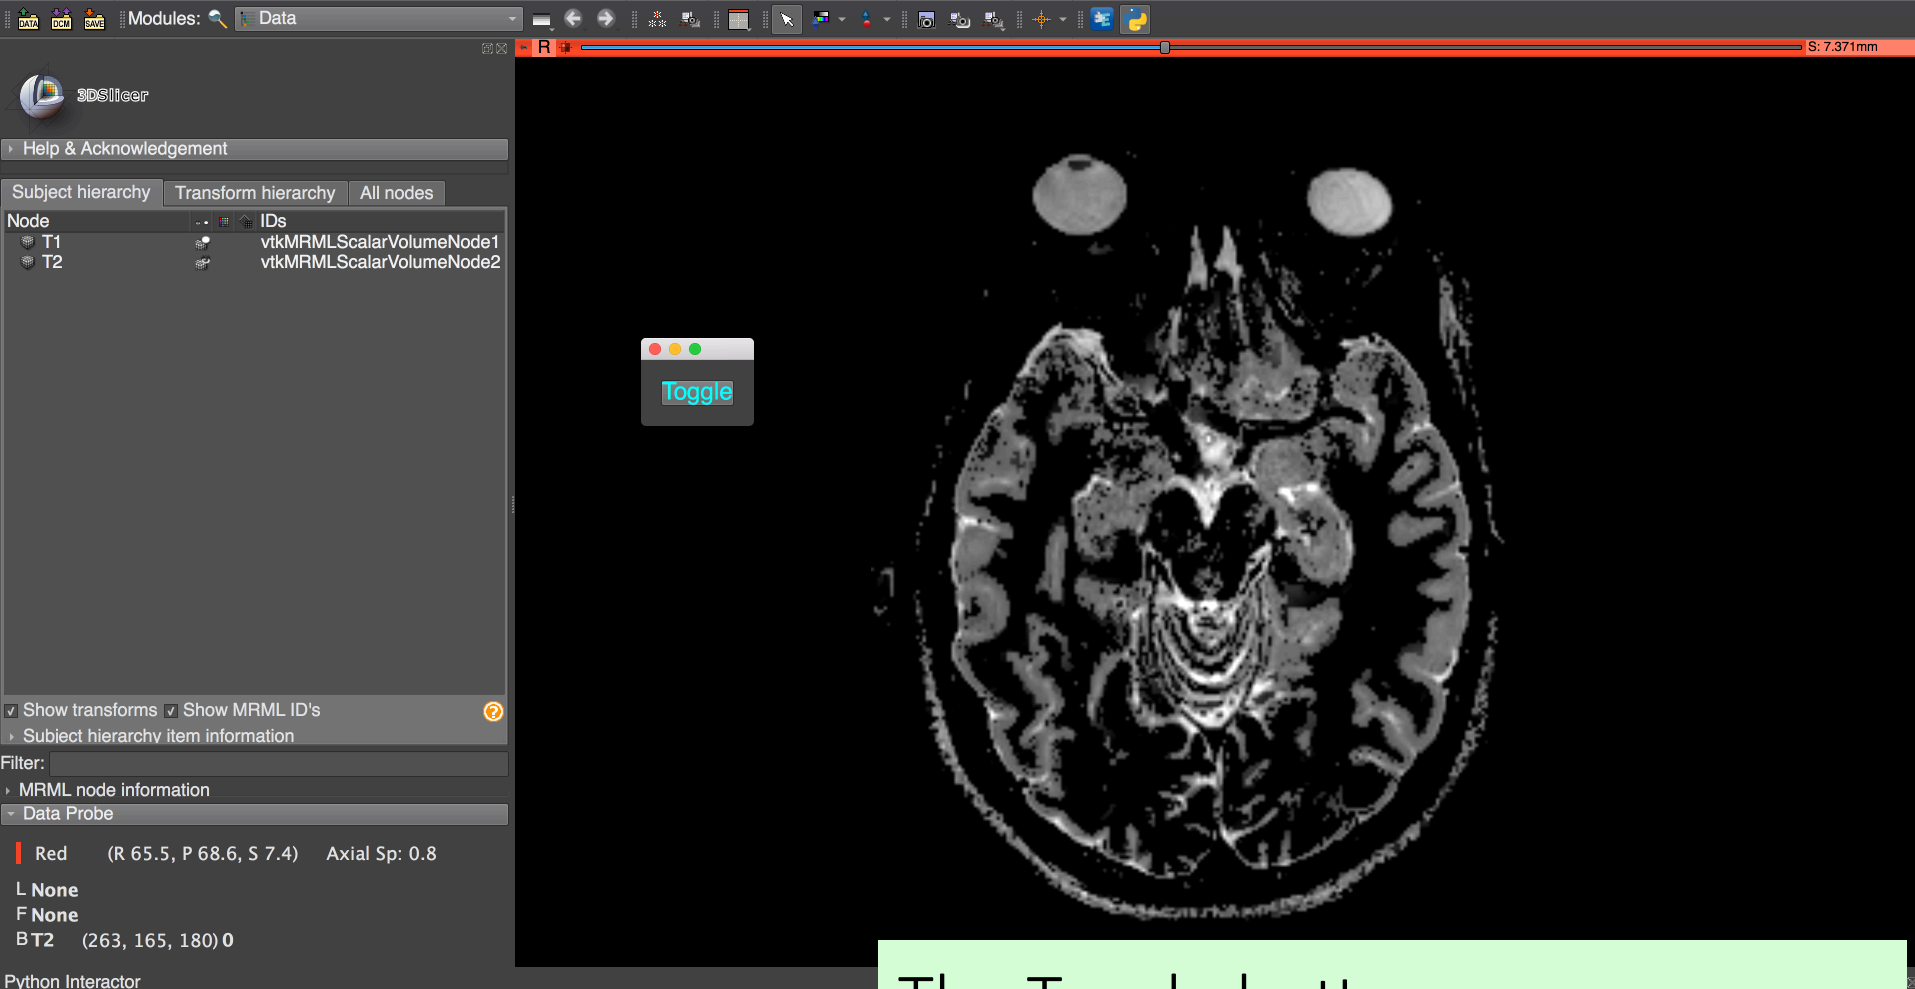 DATA DCM SAVE Modules: Data
R S: 7.371mm
3DSlicer
Help & Acknowledgement
Subject hierarchy Transform hierarchy All nodes
Node IDs
T1 vtkMRMLScalarVolumeNode1
T2 vtkMRMLScalarVolumeNode2
Toggle
Show transforms Show MRML ID's ?
Subject hierarchy item information
Filter:
MRML node information
Data Probe
Red (R 65.5, P 68.6, S 7.4) Axial Sp: 0.8
L None
F None
B T2 (263, 165, 180) 0
Python Interactor